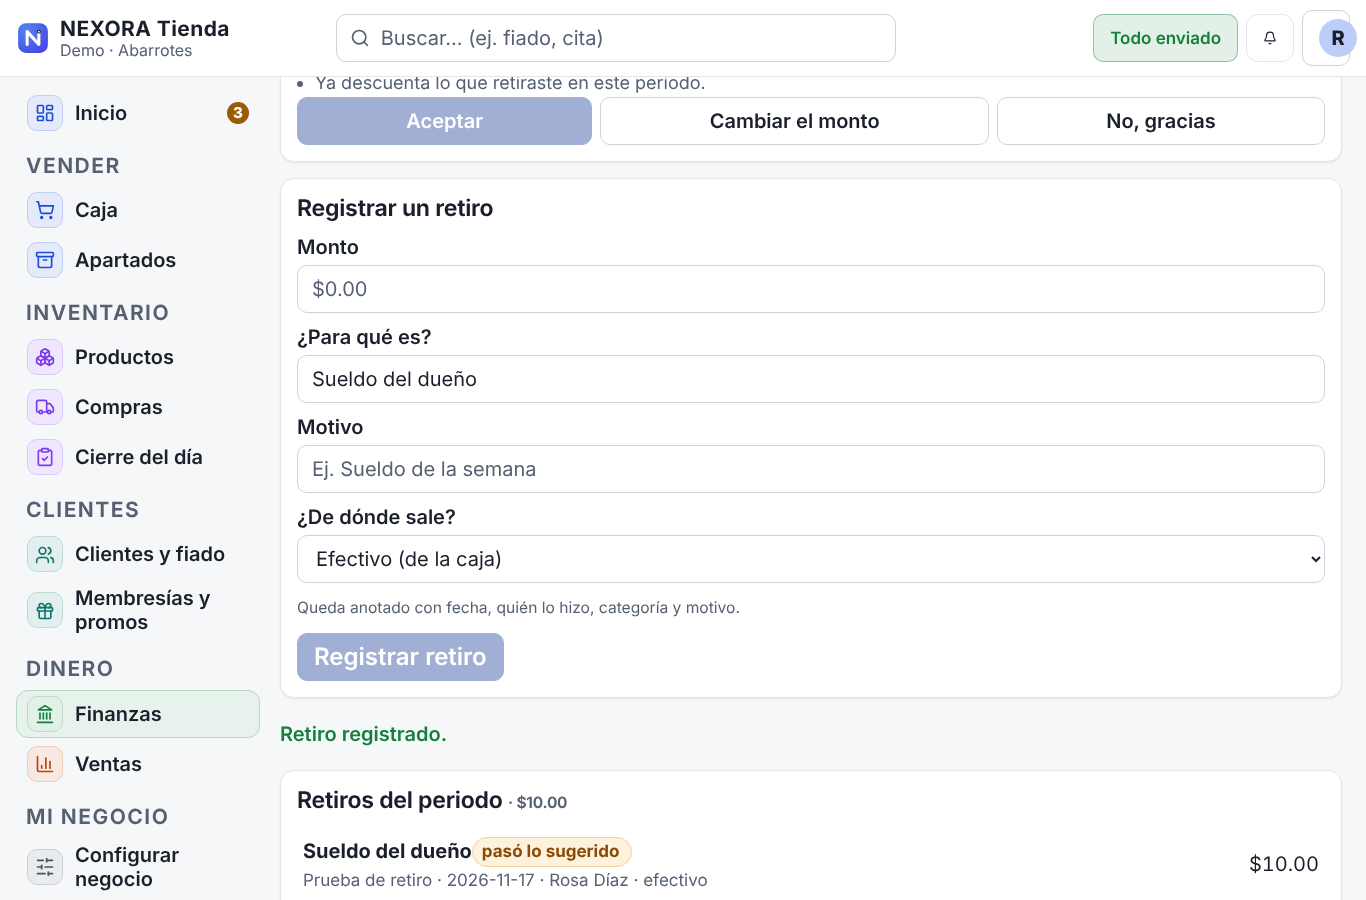 NEXORA Tienda
Demo · Abarrotes
Buscar... (ej. fiado, cita)
Todo enviado
R
Inicio
3
VENDER
Caja
Apartados
INVENTARIO
Productos
Compras
Cierre del día
CLIENTES
Clientes y fiado
Membresías y
promos
DINERO
Finanzas
Ventas
MI NEGOCIO
Configurar
negocio
• Ya descuenta lo que retiraste en este periodo.
Aceptar
Cambiar el monto
No, gracias
Registrar un retiro
Monto
$0.00
¿Para qué es?
Sueldo del dueño
Motivo
Ej. Sueldo de la semana
¿De dónde sale?
Efectivo (de la caja)
Queda anotado con fecha, quién lo hizo, categoría y motivo.
Registrar retiro
Retiro registrado.
Retiros del periodo · $10.00
Sueldo del dueño pasó lo sugerido
Prueba de retiro · 2026-11-17 · Rosa Díaz · efectivo
$10.00